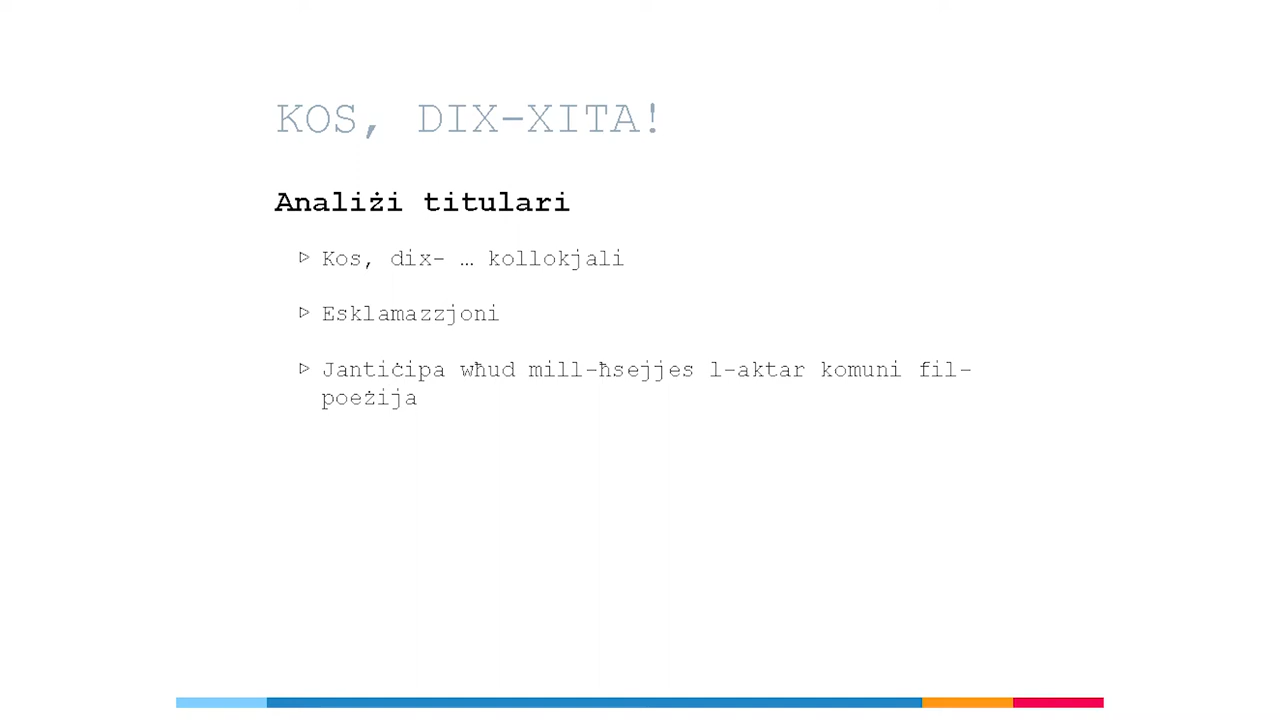 KOS, DIX-XITA!
Analiżi titulari
▷ Kos, dix- … kollokjali
▷ Esklamazzjoni
▷ Jantiċipa wħud mill-ħsejjes l-aktar komuni fil-
poeżija